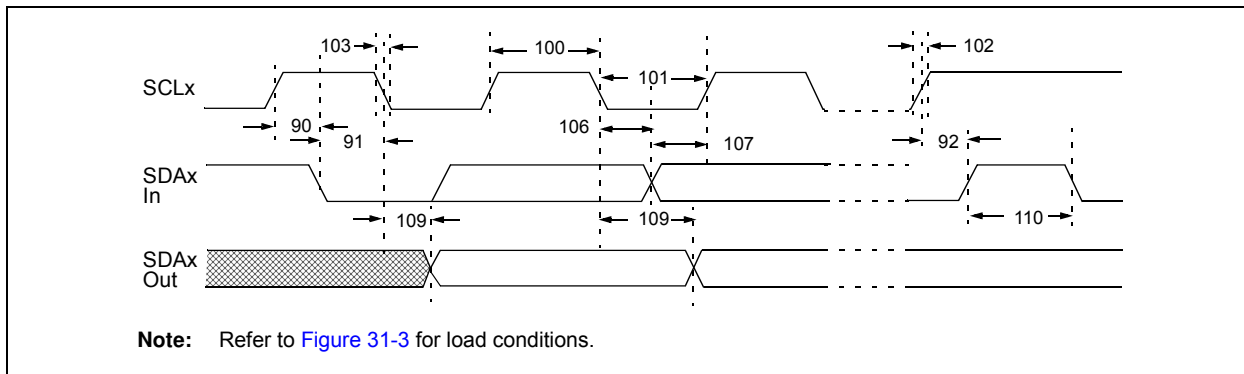 103
100
102
101
SCLx
90
106
91
107
92
SDAx
In
109
109
110
SDAx
Out
Note: Refer to Figure 31-3 for load conditions.